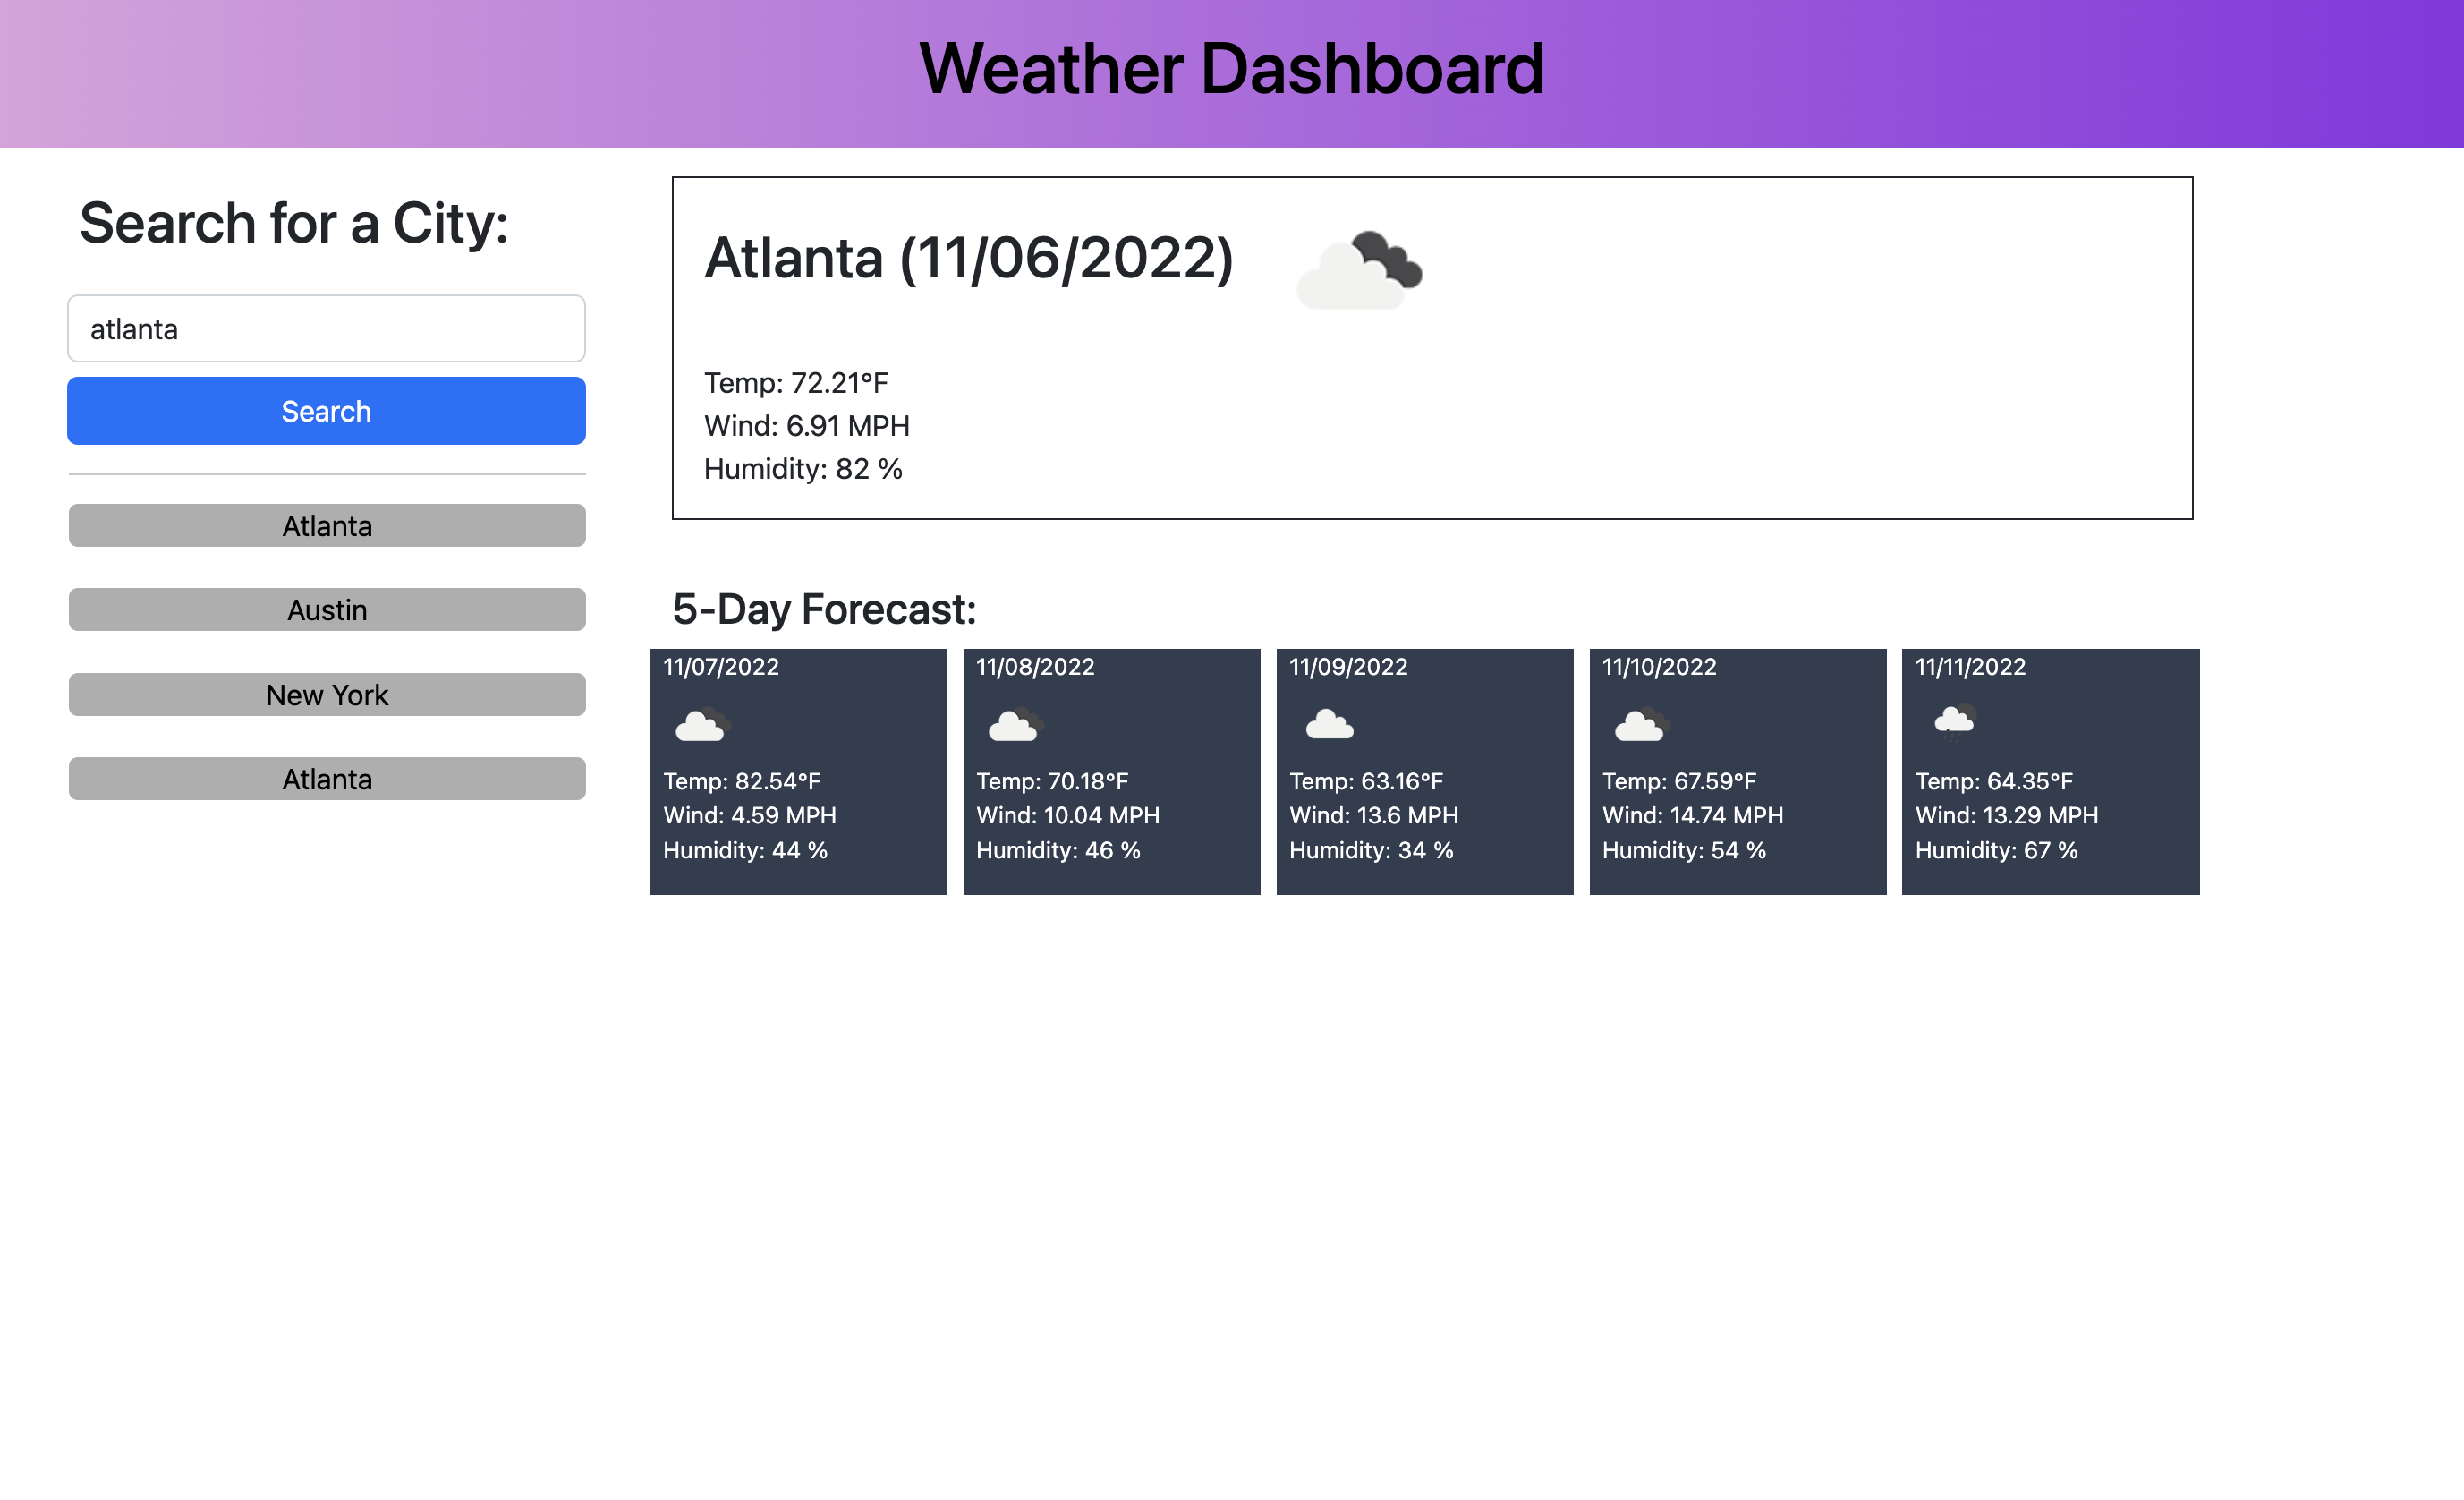 Weather Dashboard
Search for a City:
atlanta
Search
Atlanta
Austin
New York
Atlanta
Atlanta (11/06/2022)
Temp: 72.21°F
Wind: 6.91 MPH
Humidity: 82 %
5-Day Forecast:
11/07/2022
Temp: 82.54°F
Wind: 4.59 MPH
Humidity: 44 %
11/08/2022
Temp: 70.18°F
Wind: 10.04 MPH
Humidity: 46 %
11/09/2022
Temp: 63.16°F
Wind: 13.6 MPH
Humidity: 34 %
11/10/2022
Temp: 67.59°F
Wind: 14.74 MPH
Humidity: 54 %
11/11/2022
Temp: 64.35°F
Wind: 13.29 MPH
Humidity: 67 %